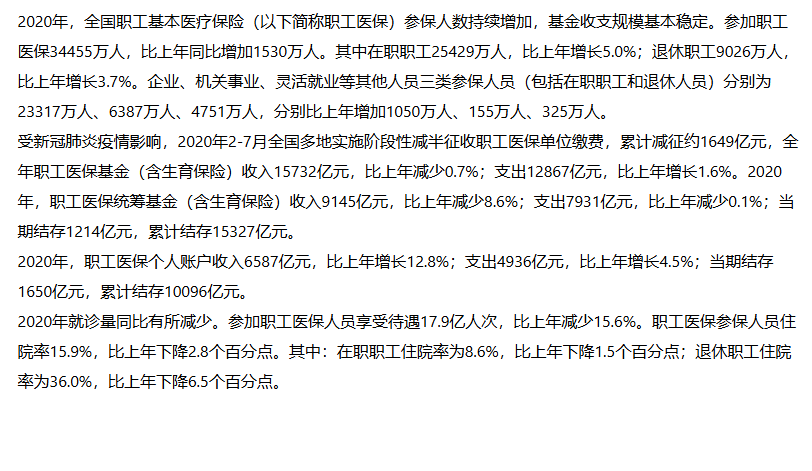 2020年，全国职工基本医疗保险（以下简称职工医保）参保人数持续增加，基金收支规模基本稳定。参加职工
医保34455万人，比上年同比增加1530万人。其中在职职工25429万人，比上年增长5.0%；退休职工9026万人，
比上年增长3.7%。企业、机关事业、灵活就业等其他人员三类参保人员（包括在职职工和退休人员）分别为
23317万人、6387万人、4751万人，分别比上年增加1050万人、155万人、325万人。
受新冠肺炎疫情影响，2020年2-7月全国多地实施阶段性减半征收职工医保单位缴费，累计减征约1649亿元，全
年职工医保基金（含生育保险）收入15732亿元，比上年减少0.7%；支出12867亿元，比上年增长1.6%。2020
年，职工医保统筹基金（含生育保险）收入9145亿元，比上年减少8.6%；支出7931亿元，比上年减少0.1%；当
期结存1214亿元，累计结存15327亿元。
2020年，职工医保个人账户收入6587亿元，比上年增长12.8%；支出4936亿元，比上年增长4.5%；当期结存
1650亿元，累计结存10096亿元。
2020年就诊量同比有所减少。参加职工医保人员享受待遇17.9亿人次，比上年减少15.6%。职工医保参保人员住
院率15.9%，比上年下降2.8个百分点。其中：在职职工住院率为8.6%，比上年下降1.5个百分点；退休职工住院
率为36.0%，比上年下降6.5个百分点。